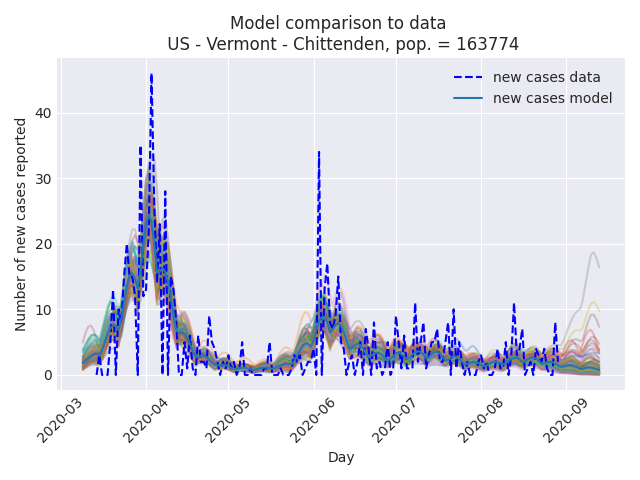 Model comparison to data
US - Vermont - Chittenden, pop. = 163774
new cases data
new cases model
Number of new cases reported
40
30
20
10
0
2020-03
2020-04
2020-05
2020-06
2020-07
2020-08
2020-09
Day